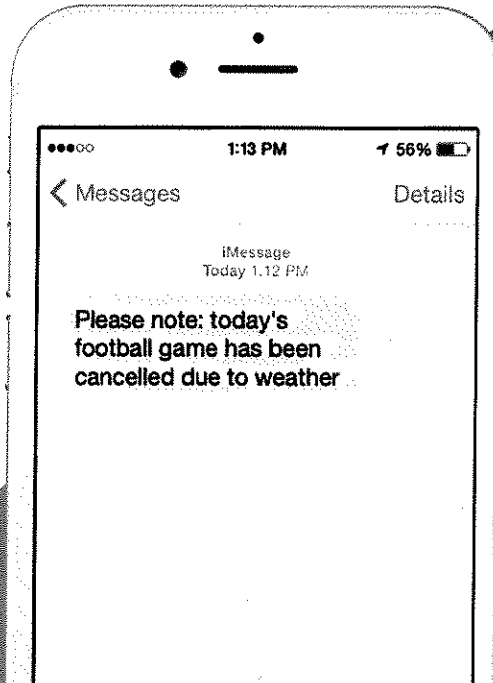 1:13 PM
56%
Messages
Details
iMessage
Today 1.12 PM
Please note: today's
football game has been
cancelled due to weather